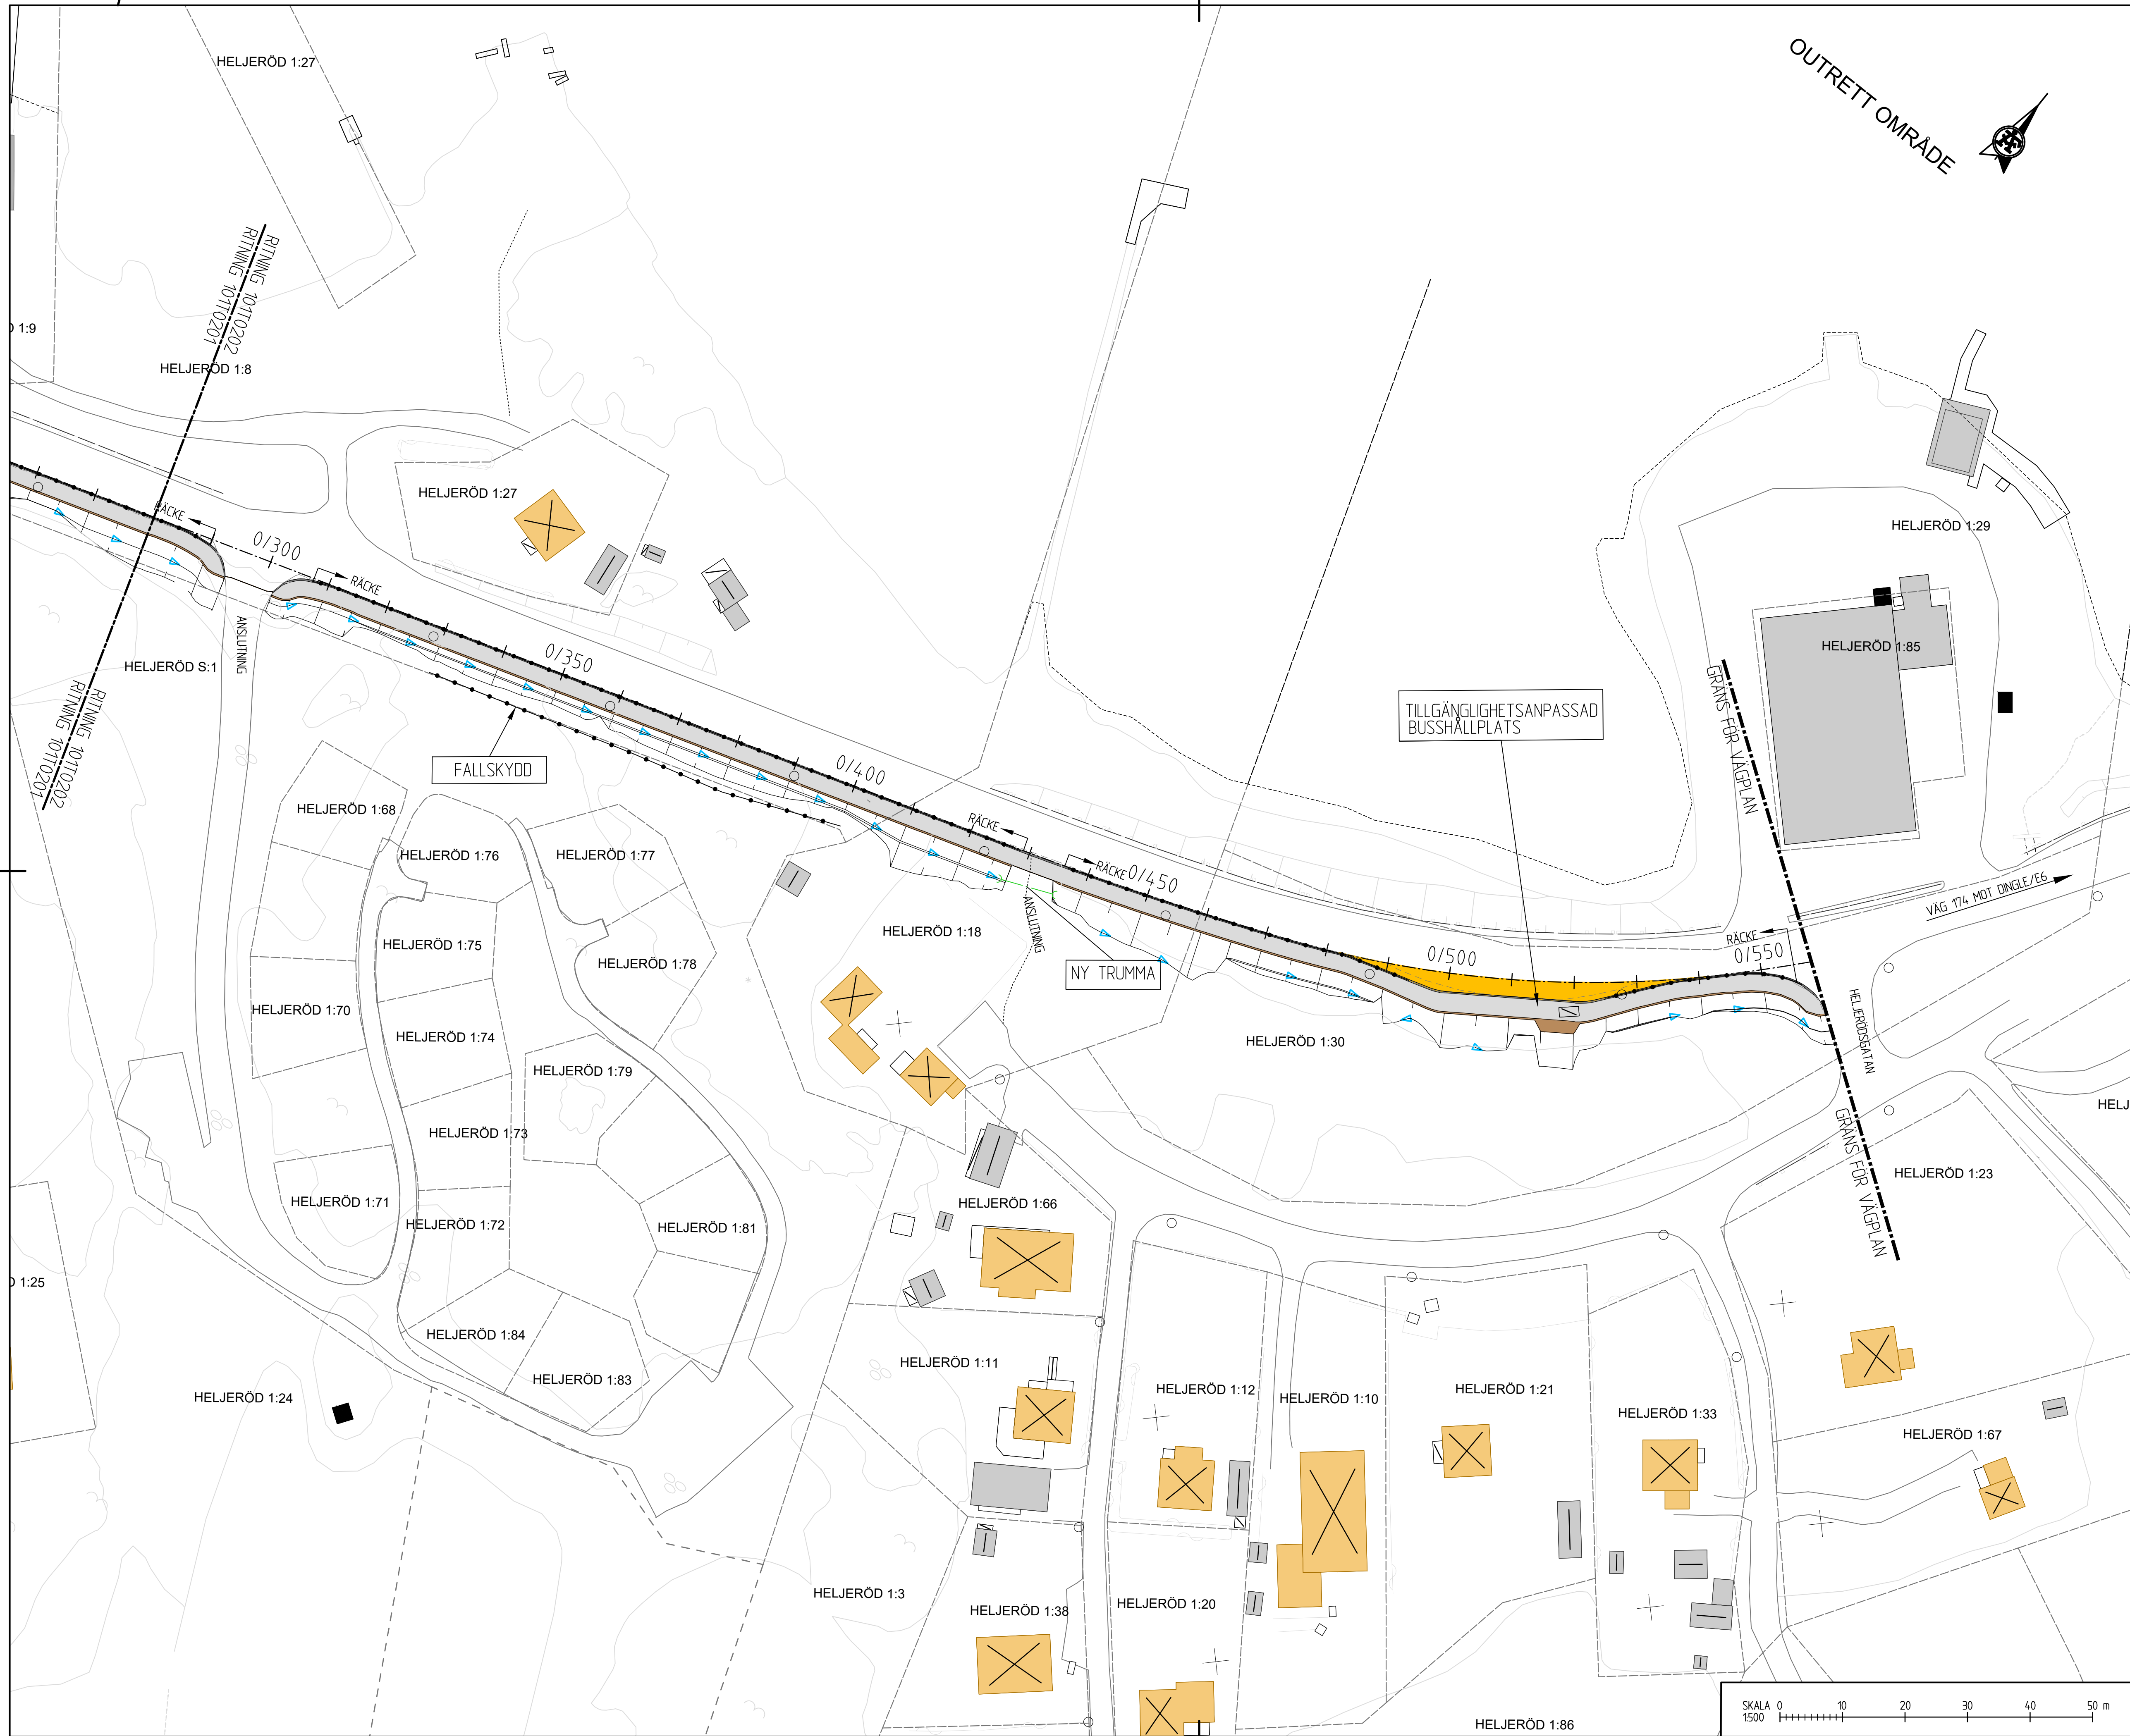 HELJERÖD 1:27
OUTRETT OMRÅDE
RITNING 101T0202
RITNING 101T0201
1:9
HELJERÖD 1:8
HELJERÖD 1:27
RÄCKE
0/300
RÄCKE
HELJERÖD 1:29
ANSLUTNING
HELJERÖD S:1
0/350
HELJERÖD 1:85
RITNING 101T0202
RITNING 101T0201
FALLSKYDD
0/400
TILLGÄNGLIGHETSANPASSAD
BUSSHÅLLPLATS
GRÄNS FÖR VÄGPLAN
HELJERÖD 1:68
HELJERÖD 1:76
HELJERÖD 1:77
RÄCKE
RÄCKE
0/450
VÄG 174 MOT DINGLE/E6
HELJERÖD 1:75
HELJERÖD 1:78
HELJERÖD 1:18
ANSLUTNING
NY TRUMMA
0/500
RÄCKE
0/550
HELJERÖD 1:70
HELJERÖD 1:74
HELJERÖD 1:79
HELJERÖD 1:30
HELJERÖDSGATAN
HELJ
HELJERÖD 1:73
GRÄNS FÖR VÄGPLAN
HELJERÖD 1:23
HELJERÖD 1:71
HELJERÖD 1:72
HELJERÖD 1:81
HELJERÖD 1:66
1:25
HELJERÖD 1:84
HELJERÖD 1:83
HELJERÖD 1:24
HELJERÖD 1:11
HELJERÖD 1:12
HELJERÖD 1:10
HELJERÖD 1:21
HELJERÖD 1:33
HELJERÖD 1:67
HELJERÖD 1:3
HELJERÖD 1:38
HELJERÖD 1:20
HELJERÖD 1:86
SKALA 0 10 20 30 40 50 m
1:500